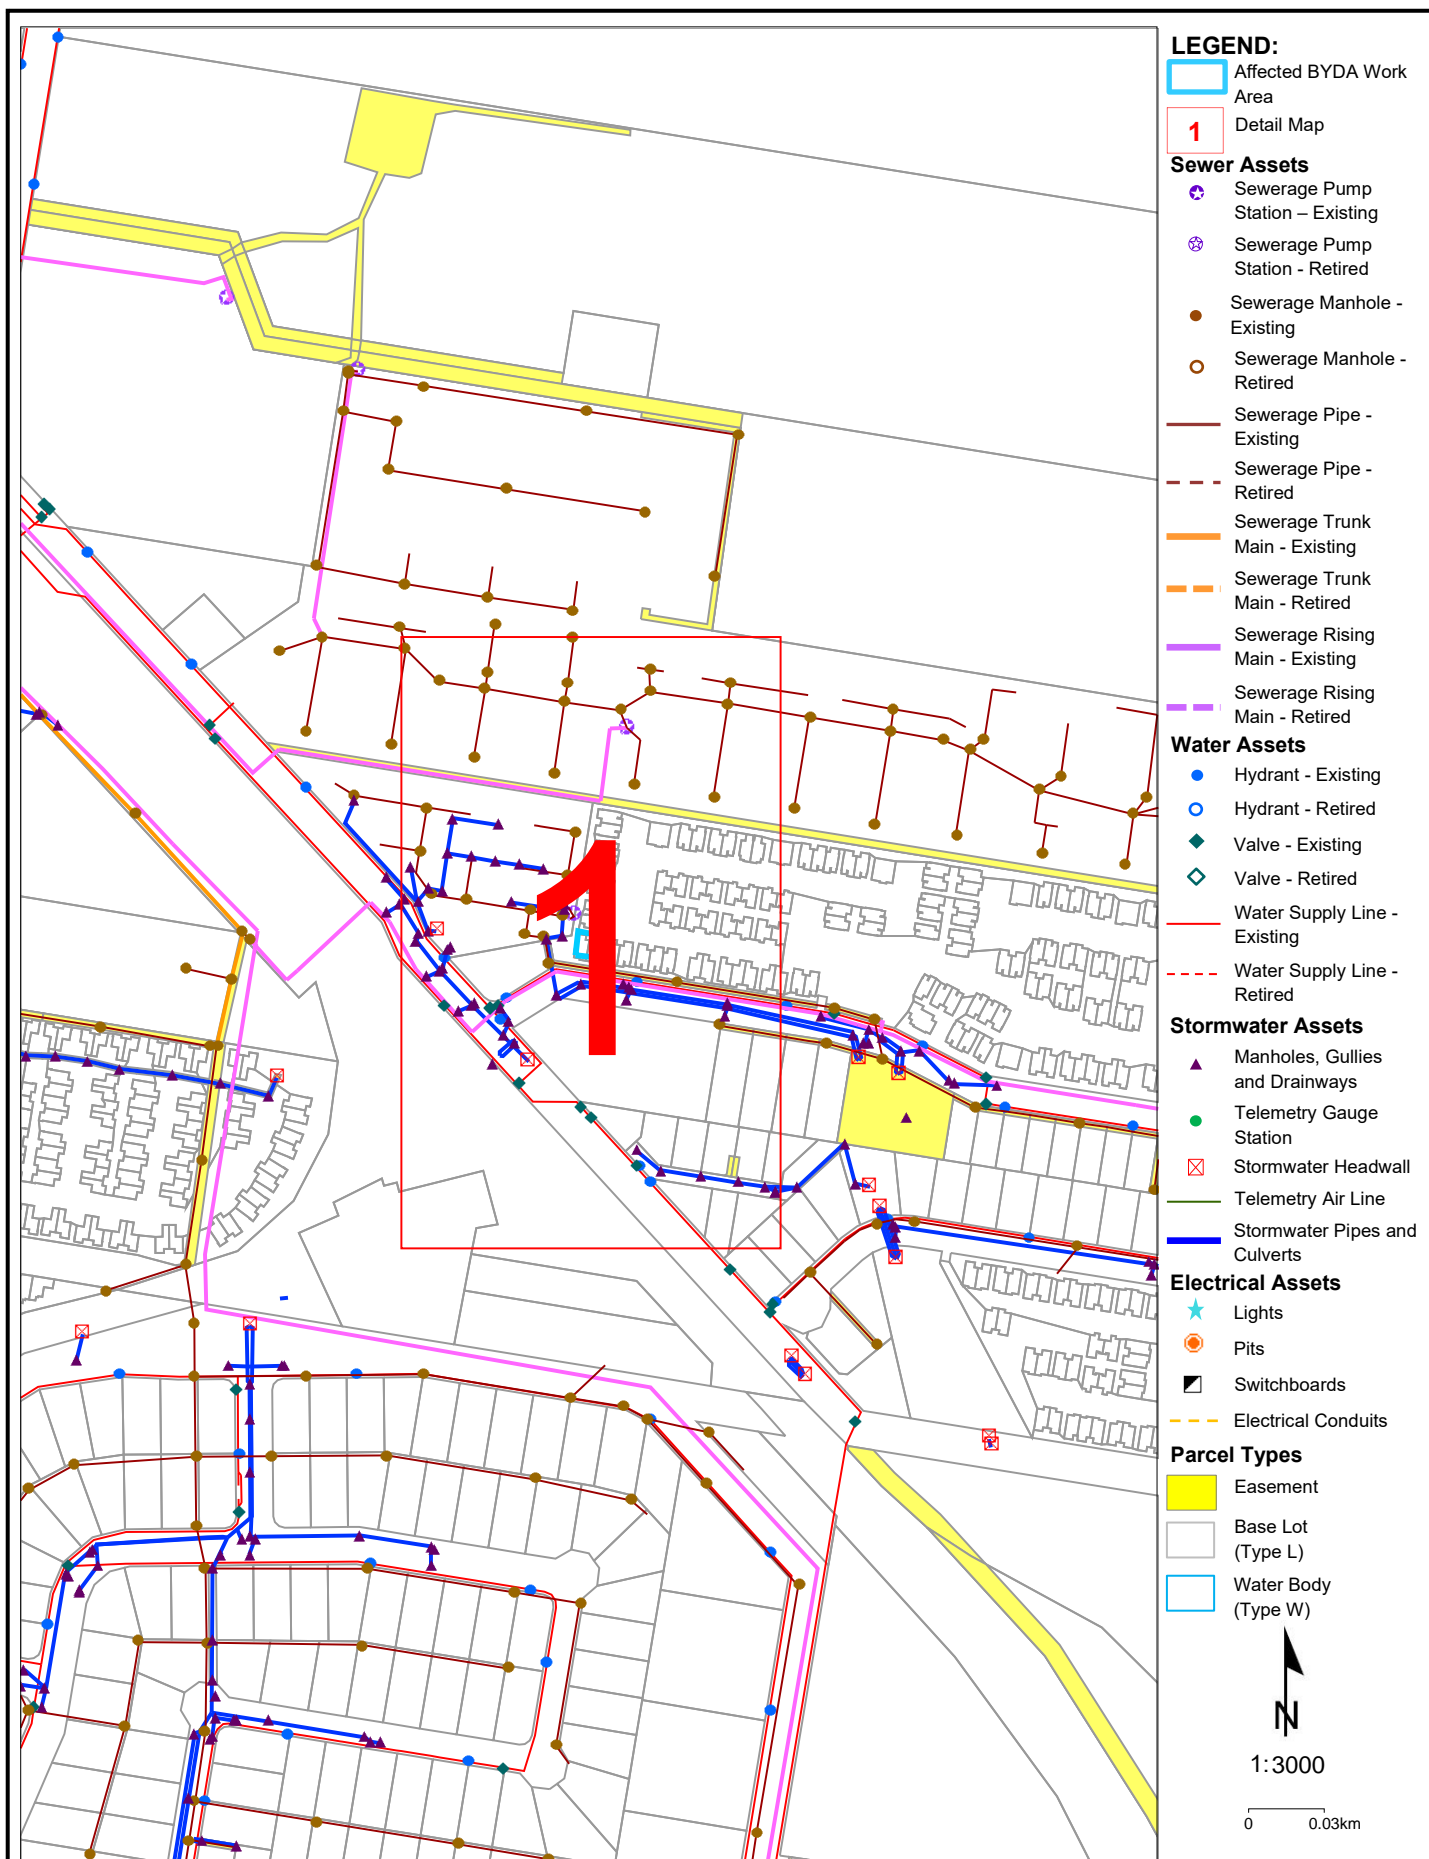 LEGEND:
Affected BYDA Work
Area
1
Detail Map
Sewer Assets
Sewerage Pump
Station – Existing
Sewerage Pump
Station - Retired
Sewerage Manhole -
Existing
Sewerage Manhole -
Retired
Sewerage Pipe -
Existing
Sewerage Pipe -
Retired
Sewerage Trunk
Main - Existing
Sewerage Trunk
Main - Retired
Sewerage Rising
Main - Existing
Sewerage Rising
Main - Retired
Water Assets
Hydrant - Existing
Hydrant - Retired
Valve - Existing
Valve - Retired
Water Supply Line -
Existing
Water Supply Line -
Retired
Stormwater Assets
Manholes, Gullies
and Drainways
Telemetry Gauge
Station
Stormwater Headwall
Telemetry Air Line
Stormwater Pipes and
Culverts
Electrical Assets
Lights
Pits
Switchboards
Electrical Conduits
Parcel Types
Easement
Base Lot
(Type L)
Water Body
(Type W)
N
1:3000
0 0.03km
1